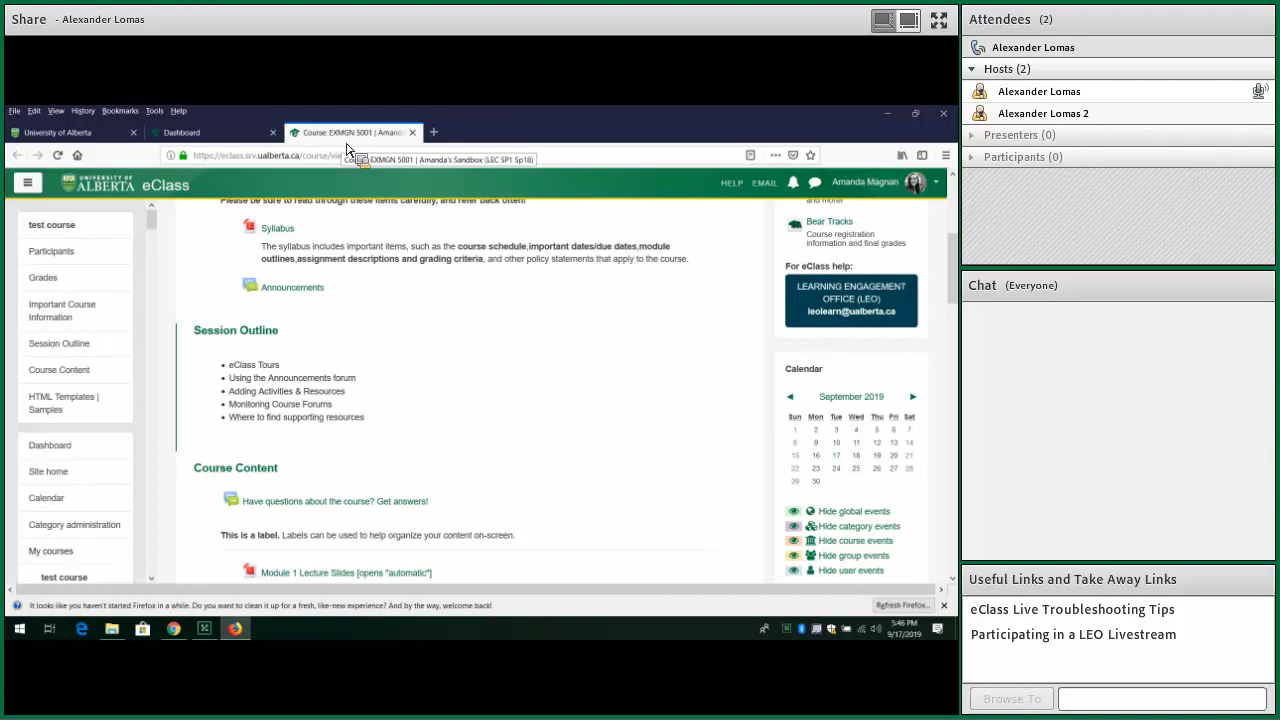 Share - Alexander Lomas
File Edit View History Bookmarks Tools Help
University of Alberta
Dashboard
Course: EXMGN 5001 | Amanda
https://eclass.srv.ualberta.ca/course/
EXMGN 5001 | Amanda's Sandbox (LEC SP1 Sp18)
UNIVERSITY OF
ALBERTA eClass
HELP EMAIL Amanda Magnan
test course
Participants
Grades
Important Course
Information
Session Outline
Course Content
HTML Templates |
Samples
Dashboard
Site home
Calendar
Category administration
My courses
test course
Please be sure to read through these items carefully, and refer back often!
Syllabus
The syllabus includes important items, such as the course schedule,important dates/due dates,module
outlines,assignment descriptions and grading criteria, and other policy statements that apply to the course.
Announcements
Session Outline
• eClass Tours
• Using the Announcements forum
• Adding Activities & Resources
• Monitoring Course Forums
• Where to find supporting resources
Course Content
Have questions about the course? Get answers!
This is a label. Labels can be used to help organize your content on-screen.
Module 1 Lecture Slides [opens "automatic"]
and more!
Bear Tracks
Course registration
information and final grades
For eClass help:
LEARNING ENGAGEMENT
OFFICE (LEO)
leolearn@ualberta.ca
Calendar
September 2019
Sun Mon Tue Wed Thu Fri Sat
1 2 3 4 5 6 7
8 9 10 11 12 13 14
15 16 17 18 19 20 21
22 23 24 25 26 27 28
29 30
Hide global events
Hide category events
Hide course events
Hide group events
Hide user events
It looks like you haven't started Firefox in a while. Do you want to clean it up for a fresh, like-new experience? And by the way, welcome back!
Refresh Firefox...
5:46 PM
9/17/2019
Attendees (2)
Alexander Lomas
Hosts (2)
Alexander Lomas
Alexander Lomas 2
Presenters (0)
Participants (0)
Chat (Everyone)
Useful Links and Take Away Links
eClass Live Troubleshooting Tips
Participating in a LEO Livestream
Browse To